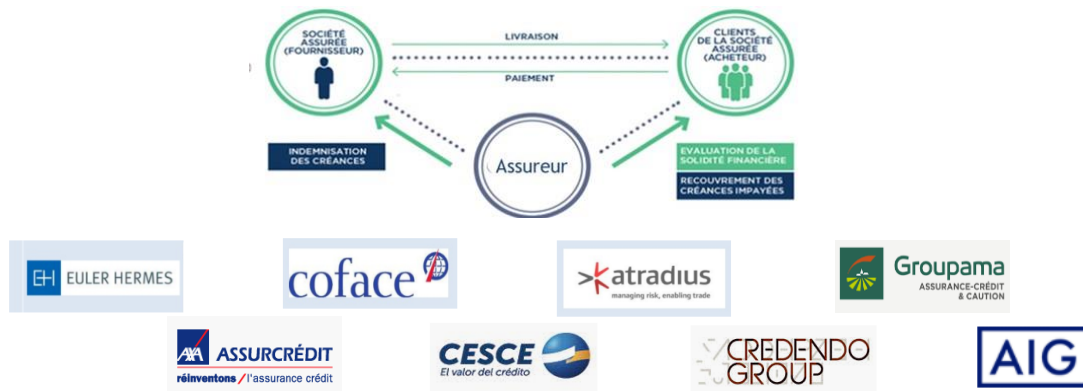 SOCIÉTÉ
ASSURÉE
(FOURNISSEUR)
LIVRAISON
PAIEMENT
CLIENTS
DE LA SOCIÉTÉ
ASSURÉE
(ACHETEUR)
INDEMNISATION
DES CRÉANCES
Assureur
EVALUATION DE LA
SOLIDITÉ FINANCIÈRE
RECOUVREMENT DES
CRÉANCES IMPAYÉES
EH EULER HERMES
coface
atradius
managing risk, enabling trade
Groupama
ASSURANCE-CRÉDIT
& CAUTION
AXA ASSURCRÉDIT
réinventons / l'assurance crédit
CESCE
El valor del crédito
CREDENDO
GROUP
AIG